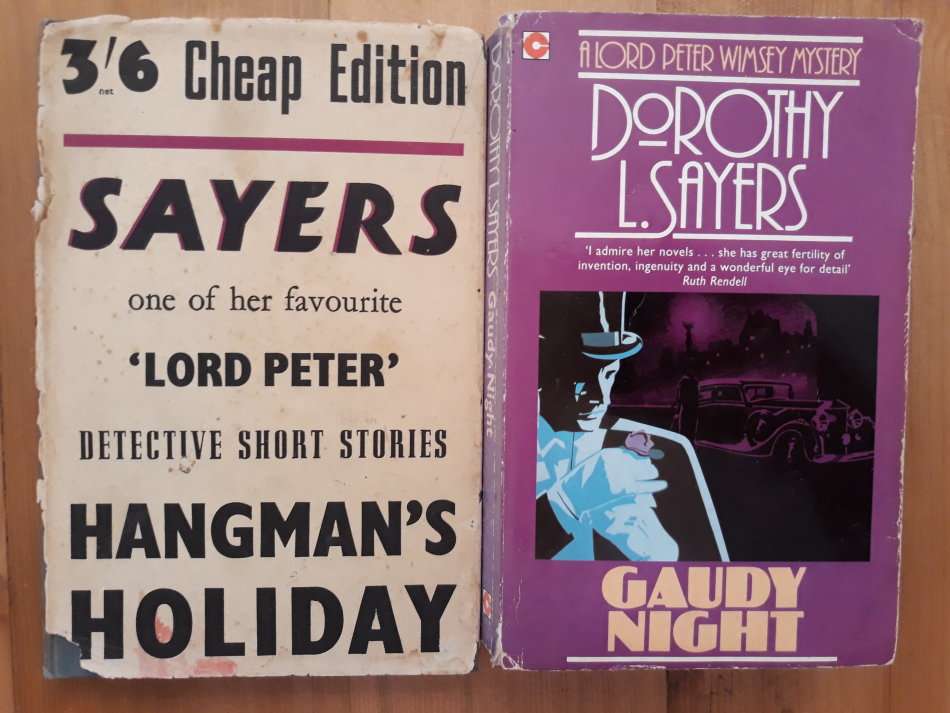 3/6 net Cheap Edition
SAYERS
one of her favourite
‘LORD PETER’
DETECTIVE SHORT STORIES
HANGMAN’S
HOLIDAY
DOROTHY L. SAYERS Gaudy Night
A LORD PETER WIMSEY MYSTERY
DOROTHY
L. SAYERS
‘I admire her novels . . . she has great fertility of
invention, ingenuity and a wonderful eye for detail’
Ruth Rendell
GAUDY
NIGHT